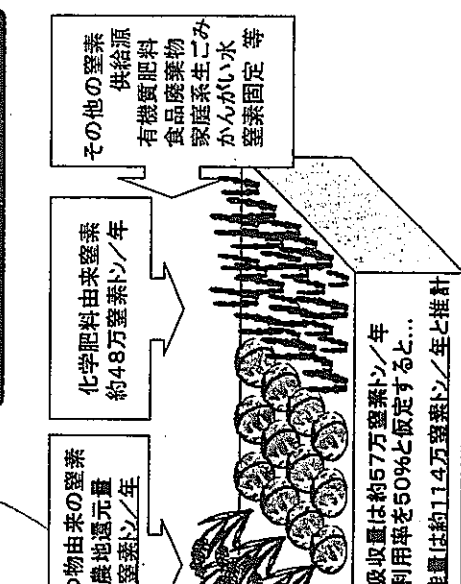 その他の窒素
供給源
有機質肥料
食品廃棄物
家庭系生ごみ
かんがい水
窒素固定 等
化学肥料由来窒素
約48万窒素トン/年
物由来の窒素
農地還元量
窒素トン/年
収量は約57万窒素トン/年
利用率を50%と仮定すると…
量は約114万窒素トン/年と推計